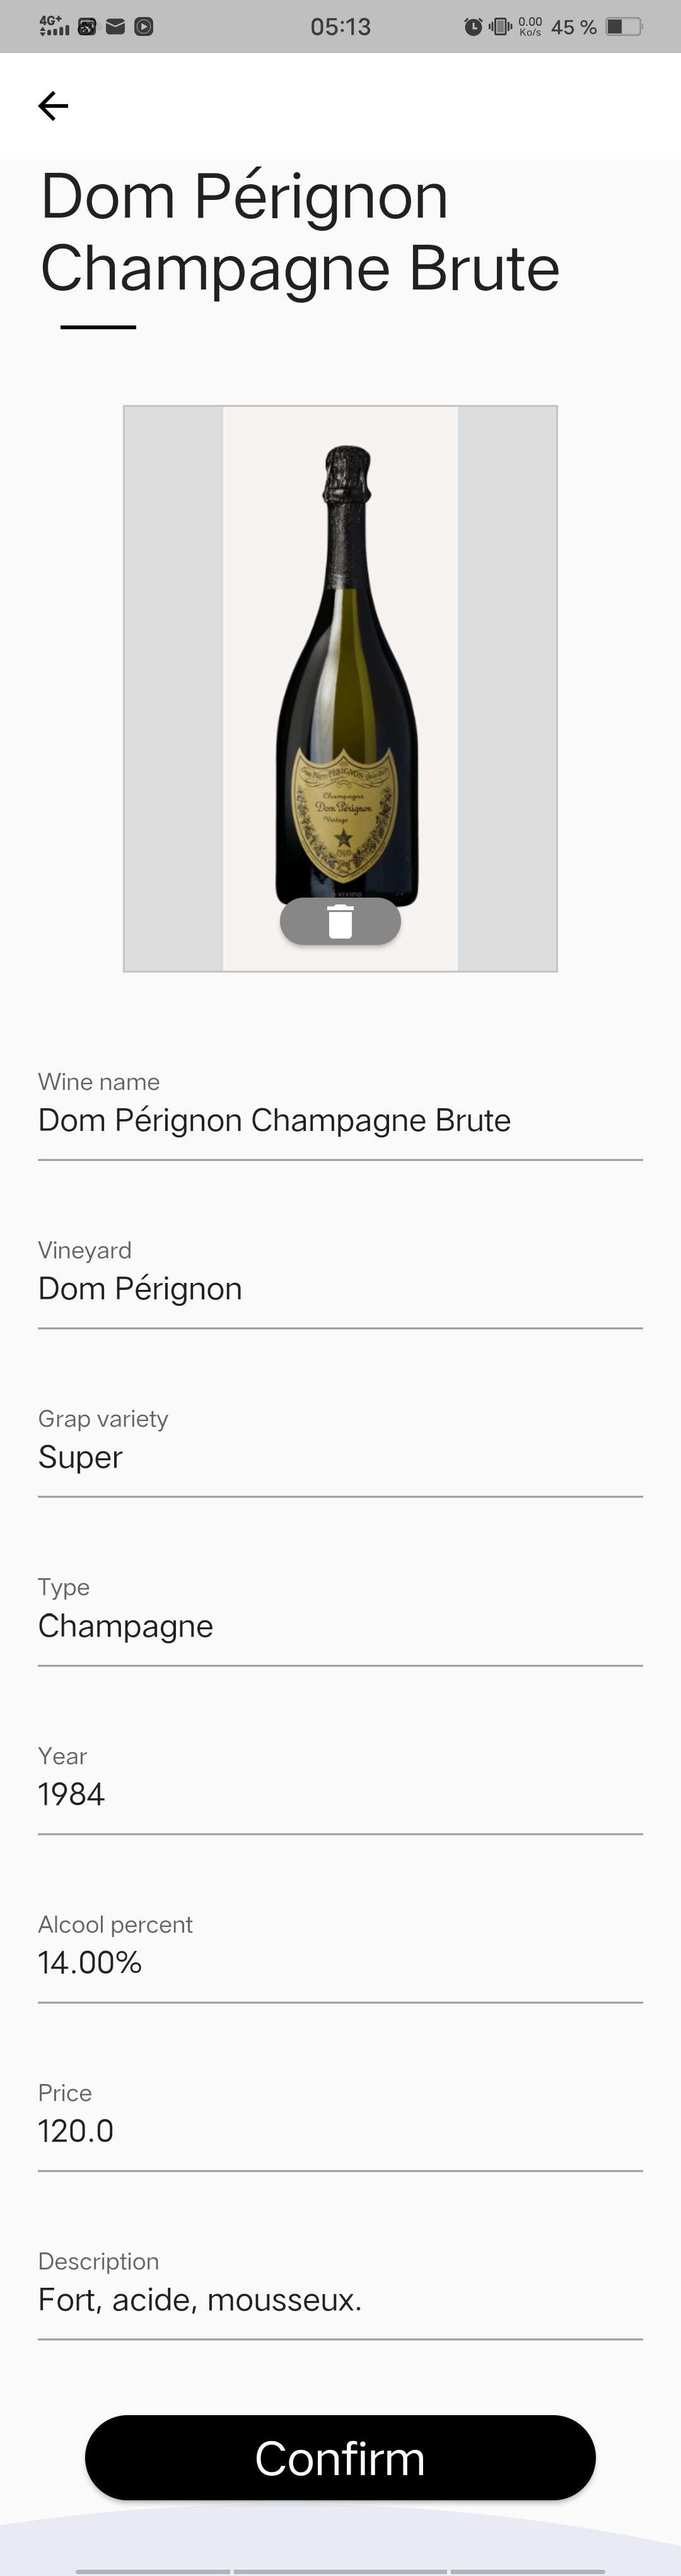 4G+
05:13
0.00
Ko/s
45 %
Dom Pérignon
Champagne Brute
Champagne
Dom Pérignon
Vintage
VIVINO
Wine name
Dom Pérignon Champagne Brute
Vineyard
Dom Pérignon
Grap variety
Super
Type
Champagne
Year
1984
Alcool percent
14.00%
Price
120.0
Description
Fort, acide, mousseux.
Confirm